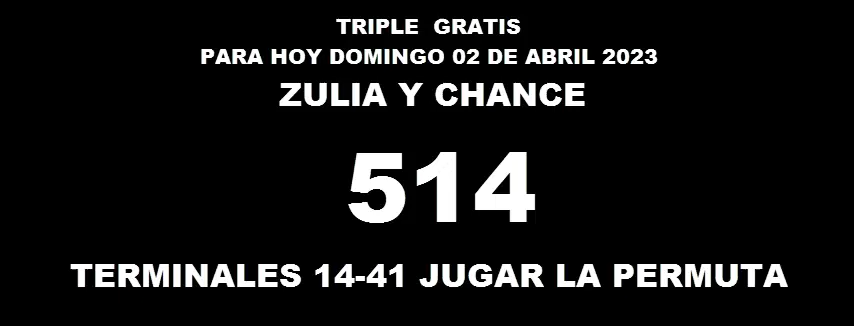 TRIPLE GRATIS
PARA HOY DOMINGO 02 DE ABRIL 2023
ZULIA Y CHANCE
514
TERMINALES 14-41 JUGAR LA PERMUTA